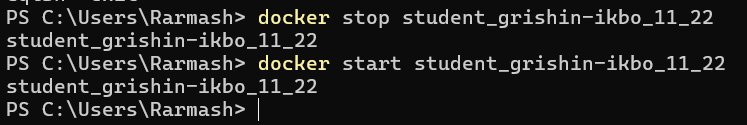 PS C:\Users\Rarmash> docker stop student_grishin-ikbo_11_22
student_grishin-ikbo_11_22
PS C:\Users\Rarmash> docker start student_grishin-ikbo_11_22
student_grishin-ikbo_11_22
PS C:\Users\Rarmash>